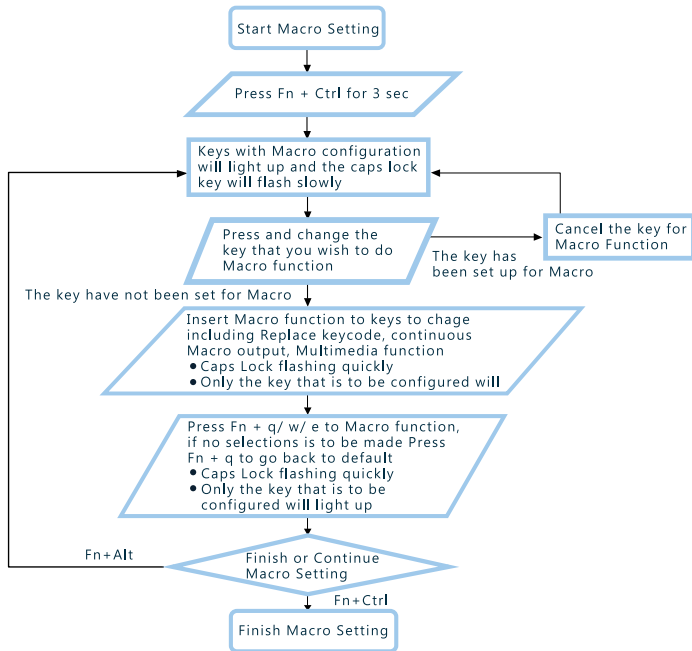 Start Macro Setting
Press Fn + Ctrl for 3 sec
Keys with Macro configuration
will light up and the caps lock
key will flash slowly
Press and change the
key that you wish to do
Macro function
Cancel the key for
Macro Function
The key has
been set up for Macro
The key have not been set for Macro
Insert Macro function to keys to chage
including Replace keycode, continuous
Macro output, Multimedia function
● Caps Lock flashing quickly
● Only the key that is to be configured will
Press Fn + q/ w/ e to Macro function,
if no selections is to be made Press
Fn + q to go back to default
● Caps Lock flashing quickly
● Only the key that is to be
configured will light up
Fn+Alt
Finish or Continue
Macro Setting
Fn+Ctrl
Finish Macro Setting